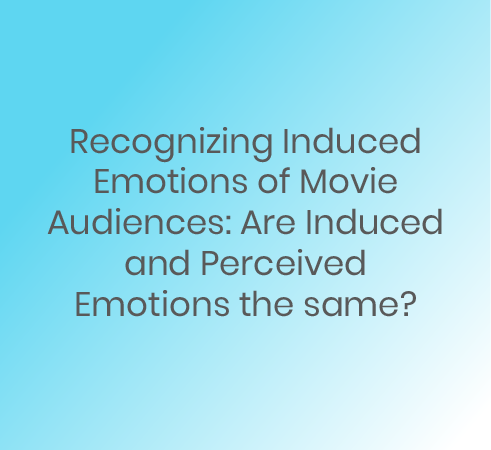 Recognizing Induced
Emotions of Movie
Audiences: Are Induced
and Perceived
Emotions the same?